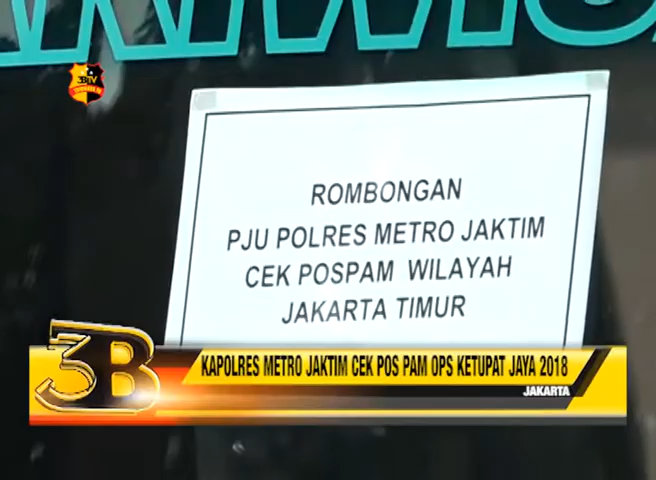 ROMBONGAN
PJU POLRES METRO JAKTIM
CEK POSPAM WILAYAH
JAKARTA TIMUR
3B
KAPOLRES METRO JAKTIM CEK POS PAM OPS KETUPAT JAYA 2018
JAKARTA